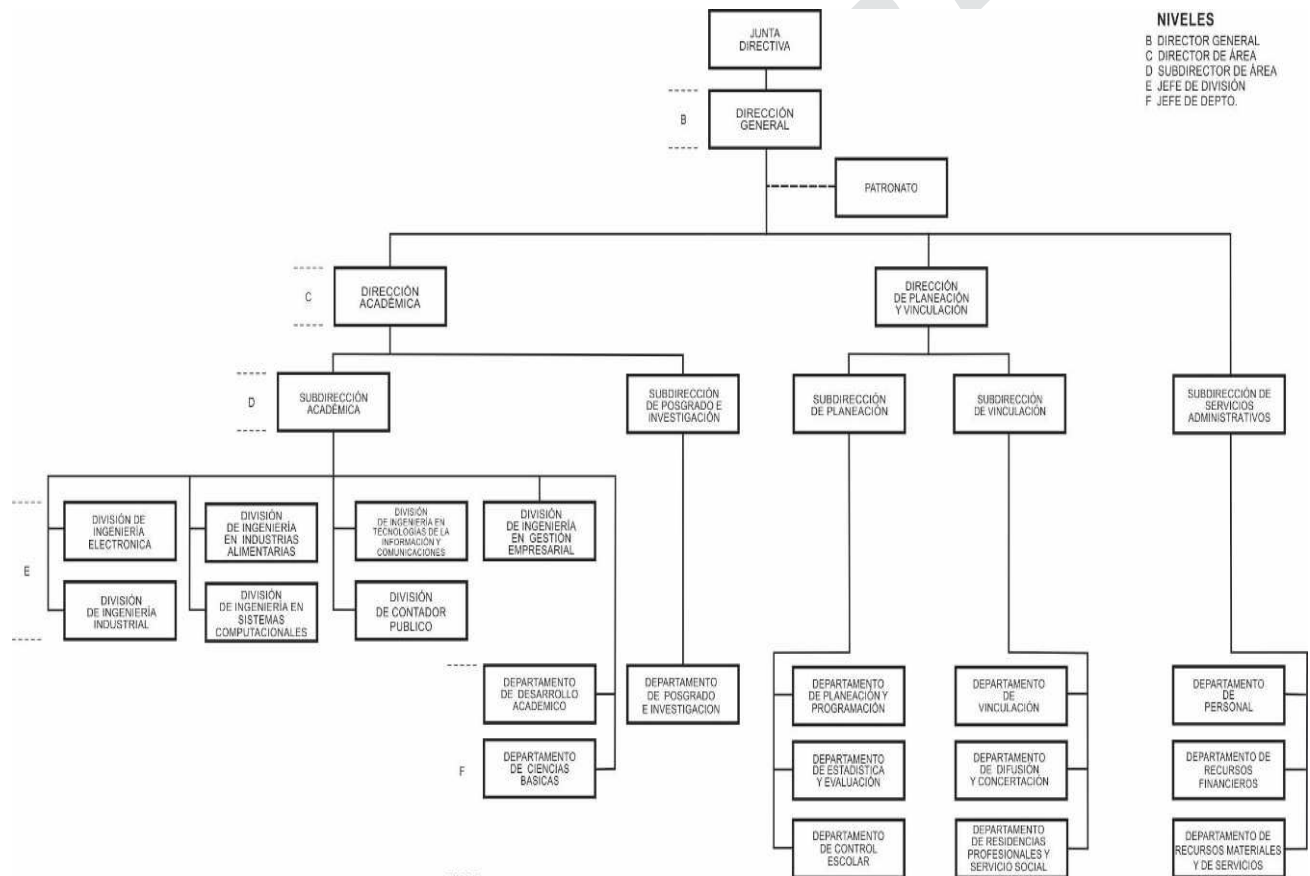 JUNTA
DIRECTIVA
NIVELES
B DIRECTOR GENERAL
C DIRECTOR DE ÁREA
D SUBDIRECTOR DE ÁREA
E JEFE DE DIVISIÓN
F JEFE DE DEPTO.
B
DIRECCIÓN
GENERAL
PATRONATO
C
DIRECCIÓN
ACADÉMICA
DIRECCIÓN
DE PLANEACIÓN
Y VINCULACIÓN
D
SUBDIRECCIÓN
ACADÉMICA
SUBDIRECCIÓN
DE POSGRADO E
INVESTIGACIÓN
SUBDIRECCIÓN
DE PLANEACIÓN
SUBDIRECCIÓN
DE VINCULACIÓN
SUBDIRECCIÓN DE
SERVICIOS
ADMINISTRATIVOS
E
DIVISIÓN DE
INGENIERÍA
ELECTRONICA
DIVISIÓN
DE INGENIERÍA
EN INDUSTRIAS
ALIMENTARIAS
DIVISIÓN
DE INGENIERÍA EN
TECNOLOGÍAS DE LA
INFORMACIÓN Y
COMUNICACIONES
DIVISIÓN
DE INGENIERÍA
EN GESTIÓN
EMPRESARIAL
DIVISIÓN
DE INGENIERÍA
INDUSTRIAL
DIVISIÓN
DE INGENIERÍA EN
SISTEMAS
COMPUTACIONALES
DIVISIÓN
DE CONTADOR
PUBLICO
F
DEPARTAMENTO
DE DESARROLLO
ACADEMICO
DEPARTAMENTO
DE POSGRADO
E INVESTIGACION
DEPARTAMENTO
DE PLANEACIÓN Y
PROGRAMACIÓN
DEPARTAMENTO
DE
VINCULACIÓN
DEPARTAMENTO
DE
PERSONAL
DEPARTAMENTO
DE CIENCIAS
BASICAS
DEPARTAMENTO
DE ESTADISTICA
Y EVALUACIÓN
DEPARTAMENTO
DE DIFUSIÓN
Y CONCERTACIÓN
DEPARTAMENTO DE
RECURSOS
FINANCIEROS
DEPARTAMENTO
DE CONTROL
ESCOLAR
DEPARTAMENTO
DE RESIDENCIAS
PROFESIONALES Y
SERVICIO SOCIAL
DEPARTAMENTO DE
RECURSOS MATERIALES
Y DE SERVICIOS